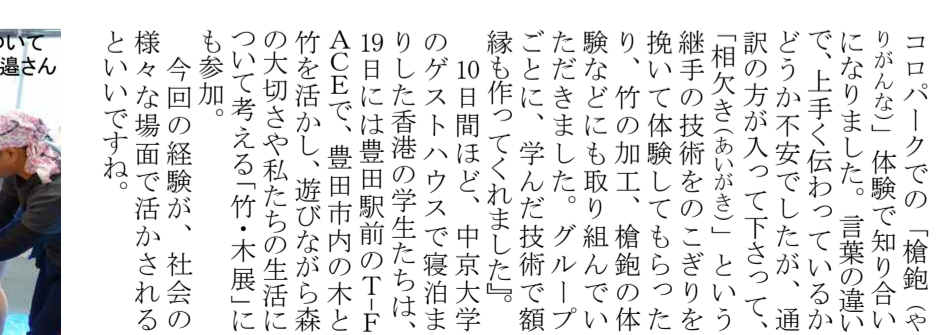 コロパークでの「槍鉋（や
りがんな）」体験で知り合い
になりました。言葉の違い
で、上手く伝わっているか
どうか不安でしたが、通
訳の方が入って下さって、
「相欠き（あいがき）」という
継手の技術をのこぎりを
挽いて体験してもらった
り、竹の加工、槍鉋の体
験などにも取り組んでい
ただきました。グループ
ごとに、学んだ技術で額
縁も作ってくれました』。
10日間ほど、中京大学
のゲストハウスで寝泊ま
りした香港の学生たちは、
19日には豊田駅前のT-F
ACEで、豊田市内の木と
竹を活かし、遊びながら森
の大切さや私たちの生活に
ついて考える「竹・木展」に
も参加。
今回の経験が、社会の
様々な場面で活かされる
といいですね。
ついて
邉さん